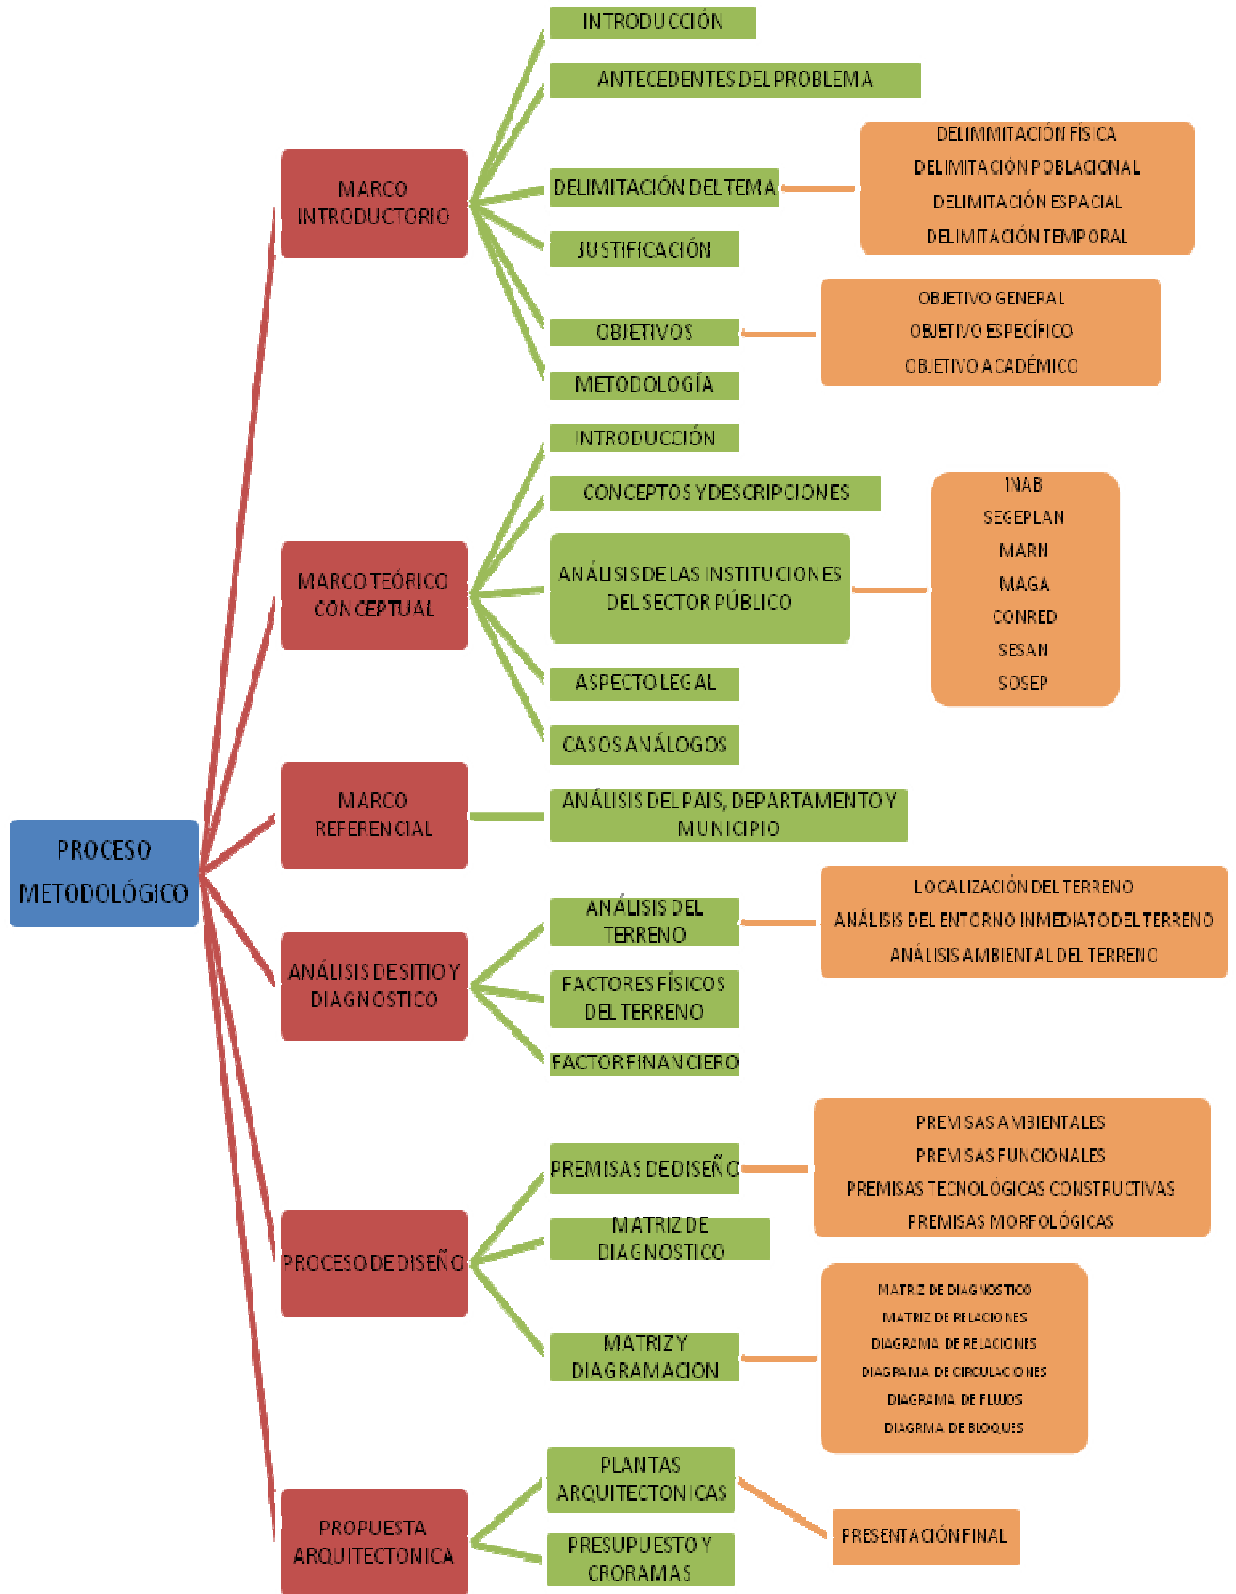 PROCESO
METODOLÓGICO
MARCO
INTRODUCTORIO
INTRODUCCIÓN
ANTECEDENTES DEL PROBLEMA
DELIMITACIÓN DEL TEMA
DELIMMITACIÓN FÍSICA
DELIMITACIÓN POBLACIONAL
DELIMITACIÓN ESPACIAL
DELIMITACIÓN TEMPORAL
JUSTIFICACIÓN
OBJETIVOS
OBJETIVO GENERAL
OBJETIVO ESPECÍFICO
OBJETIVO ACADÉMICO
METODOLOGÍA
MARCO TEÓRICO
CONCEPTUAL
INTRODUCCIÓN
CONCEPTOS Y DESCRIPCIONES
ANÁLISIS DE LAS INSTITUCIONES
DEL SECTOR PÚBLICO
INAB
SEGEPLAN
MARN
MAGA
CONRED
SESAN
SOSEP
ASPECTO LEGAL
CASOS ANÁLOGOS
MARCO
REFERENCIAL
ANÁLISIS DEL PAIS, DEPARTAMENTO Y
MUNICIPIO
ANÁLISIS DE SITIO Y
DIAGNOSTICO
ANÁLISIS DEL
TERRENO
LOCALIZACIÓN DEL TERRENO
ANÁLISIS DEL ENTORNO INMEDIATO DEL TERRENO
ANÁLISIS AMBIENTAL DEL TERRENO
FACTORES FÍSICOS
DEL TERRENO
FACTOR FINANCIERO
PROCESO DE DISEÑO
PREMISAS DE DISEÑO
PREMISAS AMBIENTALES
PREMISAS FUNCIONALES
PREMISAS TECNOLÓGICAS CONSTRUCTIVAS
PREMISAS MORFOLÓGICAS
MATRIZ DE
DIAGNOSTICO
MATRIZ Y
DIAGRAMACION
MATRIZ DE DIAGNOSTICO
MATRIZ DE RELACIONES
DIAGRAMA DE RELACIONES
DIAGRAMA DE CIRCULACIONES
DIAGRAMA DE FLUJOS
DIAGRMA DE BLOQUES
PROPUESTA
ARQUITECTONICA
PLANTAS
ARQUITECTONICAS
PRESENTACIÓN FINAL
PRESUPUESTO Y
CRORAMAS